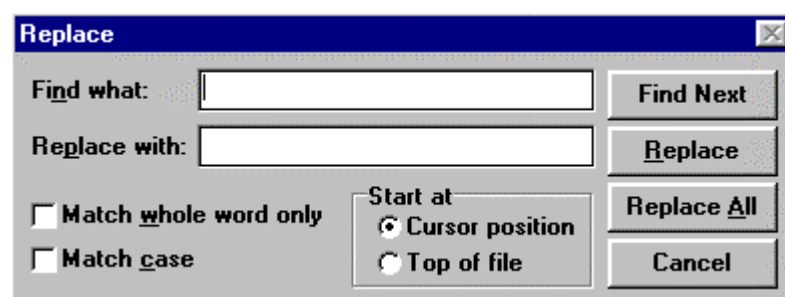 Replace
Find what:
Find Next
Replace with:
Replace
Match whole word only
Start at
Cursor position
Replace All
Match case
Top of file
Cancel